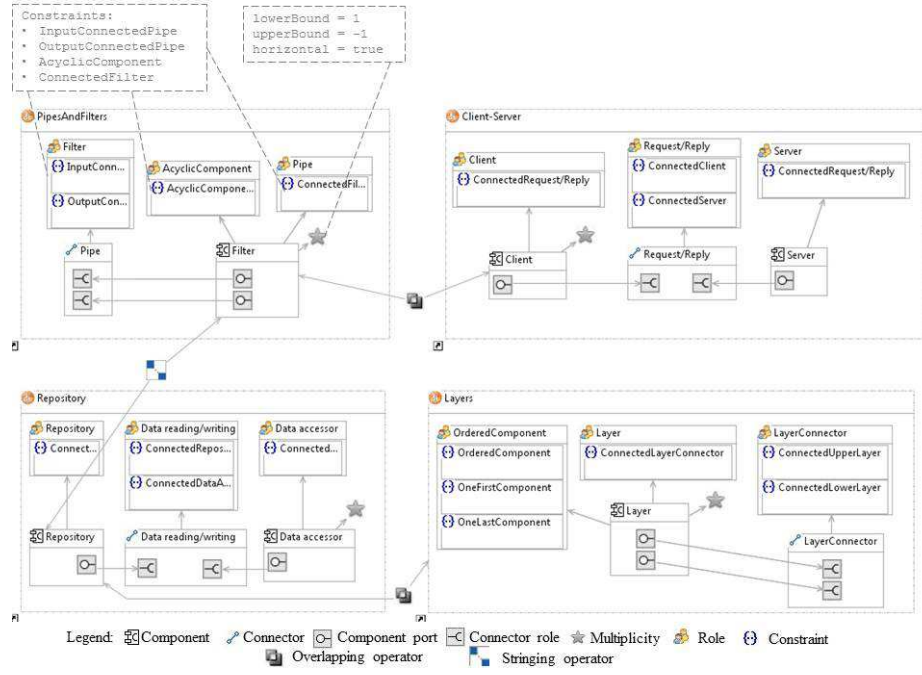 Constraints:
• InputConnectedPipe
• OutputConnectedPipe
• AcyclicComponent
• ConnectedFilter
lowerBound = 1
upperBound = -1
horizontal = true
PipesAndFilters
Filter
InputConn...
OutputCon...
AcyclicComponent
AcyclicCompone...
Pipe
ConnectedFil...
Pipe
Filter
Client-Server
Client
ConnectedRequest/Reply
Request/Reply
ConnectedClient
ConnectedServer
Server
ConnectedRequest/Reply
Client
Request/Reply
Server
Repository
Repository
Connect...
Data reading/writing
ConnectedRepos...
ConnectedDataA...
Data accessor
Connected...
Repository
Data reading/writing
Data accessor
Layers
OrderedComponent
OrderedComponent
OneFirstComponent
OneLastComponent
Layer
ConnectedLayerConnector
LayerConnector
ConnectedUpperLayer
ConnectedLowerLayer
Layer
LayerConnector
Legend: Component Connector Component port Connector role Multiplicity Role Constraint
Overlapping operator Stringing operator